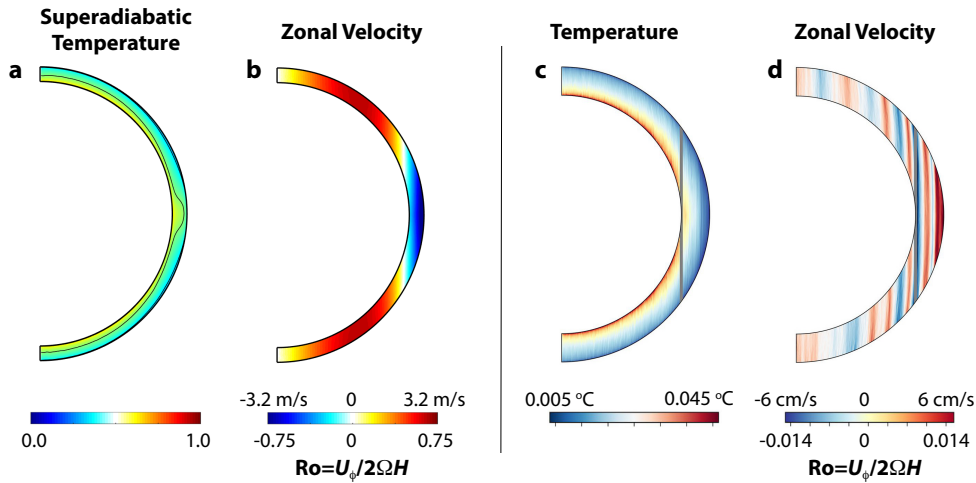 Superadiabatic
Temperature
Zonal Velocity
Temperature
Zonal Velocity
a
b
c
d
-3.2 m/s 0 3.2 m/s
0.005 °C 0.045 °C
-6 cm/s 0 6 cm/s
0.0 1.0
-0.75 0 0.75
-0.014 0 0.014
Ro=Uϕ/2ΩH
Ro=Uϕ/2ΩH